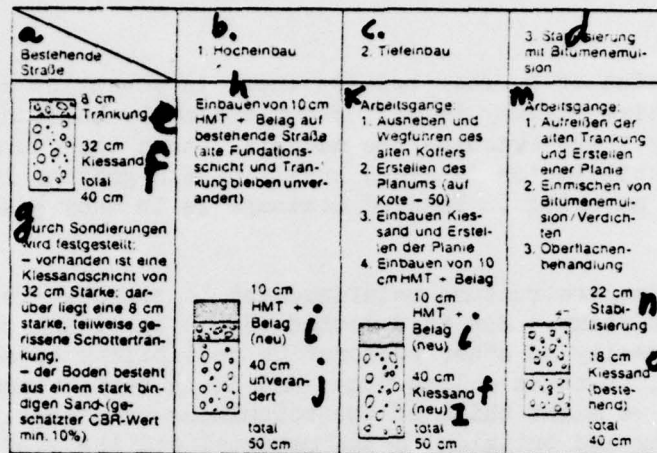 a
Bestehende
Straße
b.
1. Hocheinbau
c.
2. Tiefeinbau
d
3. Stabilisierung
mit Bitumenemul-
sion
8 cm
Tränkung e
32 cm
Kiessand f
total
40 cm
g
Durch Sondierungen
wird festgestellt:
– vorhanden ist eine
Kiessandschicht von
32 cm Stärke: dar-
über liegt eine 8 cm
starke, teilweise ge-
rissene Schottertran-
kung,
– der Boden besteht
aus einem stark bin-
digen Sand (ge-
schätzter CBR-Wert
min. 10%)
h
Einbauen von 10 cm
HMT + Belag auf
bestehende Straße
(alte Fundations-
schicht und Tran-
kung bleiben unver-
andert)
10 cm
HMT + i
Belag
(neu)
40 cm j
unveran-
dert
total
50 cm
K
Arbeitsgange:
1. Ausheben und
Wegführen des
alten Koffers
2. Erstellen des
Planums (auf
Kote – 50)
3. Einbauen Kies-
sand und Erstel-
len der Planie
4. Einbauen von 10
cm HMT + Belag
10 cm
HMT +
Belag i
(neu)
40 cm f
Kiessand
(neu) I
total
50 cm
m
Arbeitsgange:
1. Aufreißen der
alten Trankung
und Erstellen
einer Planie
2. Einmischen von
Bitumenemul-
sion/Verdich-
ten
3. Oberflachen-
behandlung
22 cm n
Stabi-
lisierung
18 cm o
Kiessand
(beste-
hend)
total
40 cm